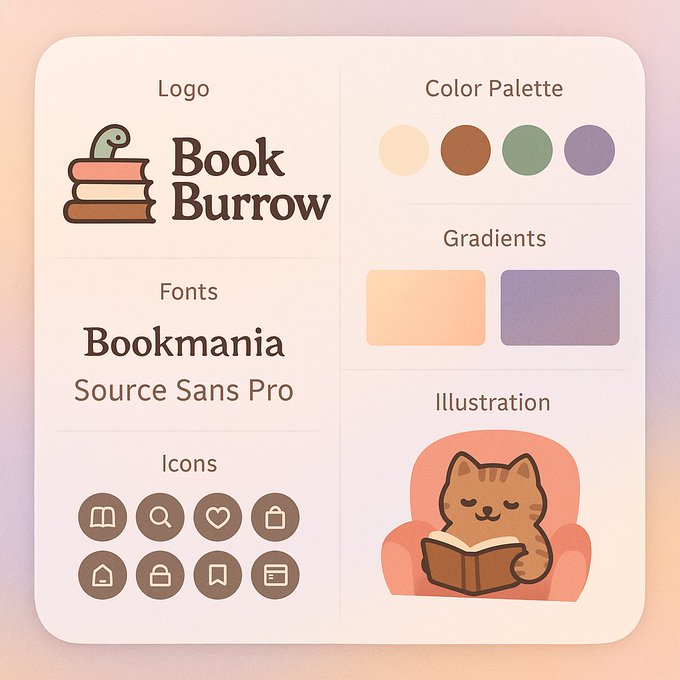 Logo
Book
Burrow
Fonts
Bookmania
Source Sans Pro
Icons
Color Palette
Gradients
Illustration